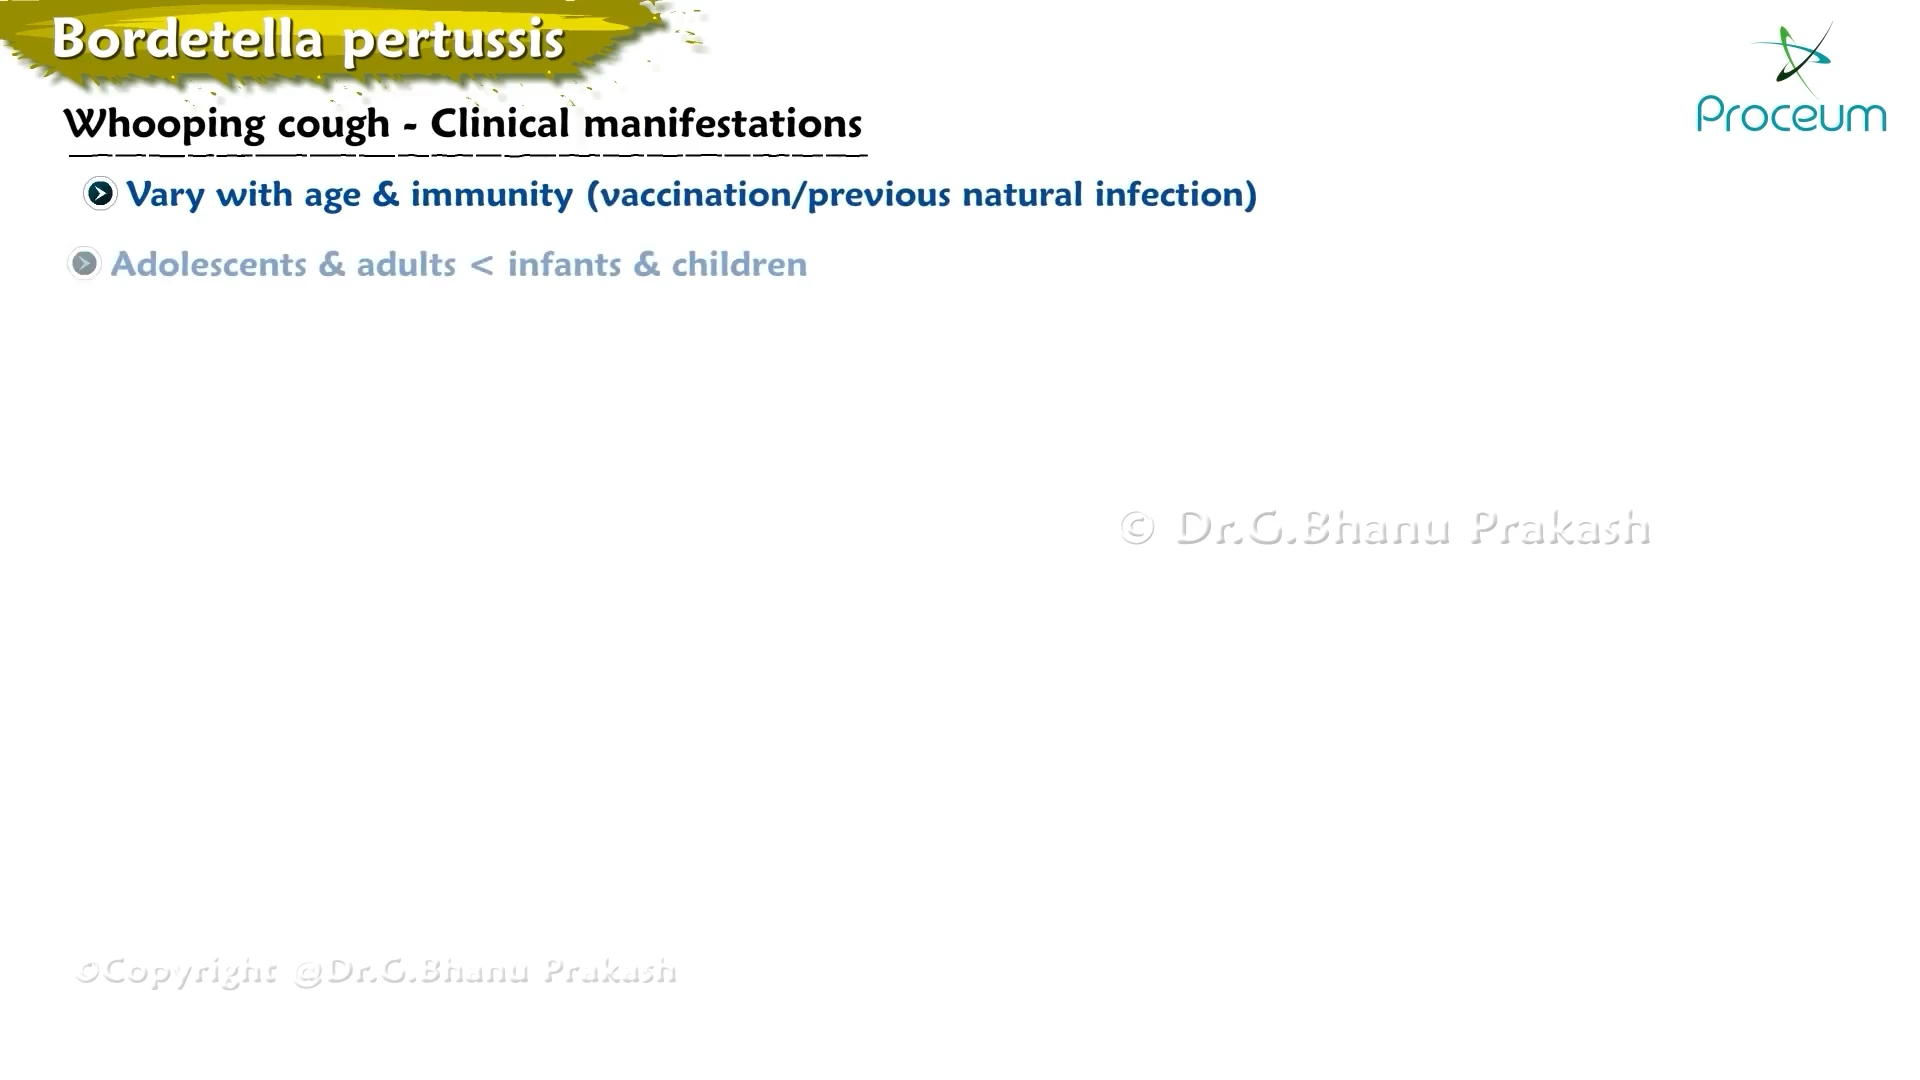 Bordetella pertussis
Proceum
Whooping cough - Clinical manifestations
Vary with age & immunity (vaccination/previous natural infection)
Adolescents & adults < infants & children
© Dr.G.Bhanu Prakash
©Copyright @Dr.G.Bhanu Prakash